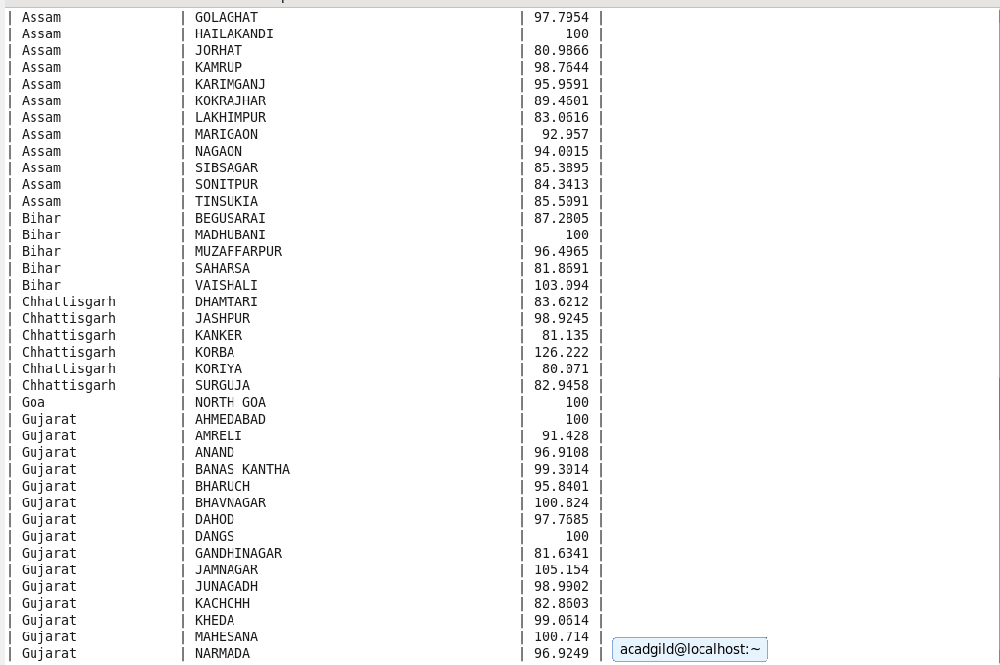 | Assam | GOLAGHAT | 97.7954 |
| Assam | HAILAKANDI | 100 |
| Assam | JORHAT | 80.9866 |
| Assam | KAMRUP | 98.7644 |
| Assam | KARIMGANJ | 95.9591 |
| Assam | KOKRAJHAR | 89.4601 |
| Assam | LAKHIMPUR | 83.0616 |
| Assam | MARIGAON | 92.957 |
| Assam | NAGAON | 94.0015 |
| Assam | SIBSAGAR | 85.3895 |
| Assam | SONITPUR | 84.3413 |
| Assam | TINSUKIA | 85.5091 |
| Bihar | BEGUSARAI | 87.2805 |
| Bihar | MADHUBANI | 100 |
| Bihar | MUZAFFARPUR | 96.4965 |
| Bihar | SAHARSA | 81.8691 |
| Bihar | VAISHALI | 103.094 |
| Chhattisgarh | DHAMTARI | 83.6212 |
| Chhattisgarh | JASHPUR | 98.9245 |
| Chhattisgarh | KANKER | 81.135 |
| Chhattisgarh | KORBA | 126.222 |
| Chhattisgarh | KORIYA | 80.071 |
| Chhattisgarh | SURGUJA | 82.9458 |
| Goa | NORTH GOA | 100 |
| Gujarat | AHMEDABAD | 100 |
| Gujarat | AMRELI | 91.428 |
| Gujarat | ANAND | 96.9108 |
| Gujarat | BANAS KANTHA | 99.3014 |
| Gujarat | BHARUCH | 95.8401 |
| Gujarat | BHAVNAGAR | 100.824 |
| Gujarat | DAHOD | 97.7685 |
| Gujarat | DANGS | 100 |
| Gujarat | GANDHINAGAR | 81.6341 |
| Gujarat | JAMNAGAR | 105.154 |
| Gujarat | JUNAGADH | 98.9902 |
| Gujarat | KACHCHH | 82.8603 |
| Gujarat | KHEDA | 99.0614 |
| Gujarat | MAHESANA | 100.714 |
| Gujarat | NARMADA | 96.9249 |
acadgild@localhost:~